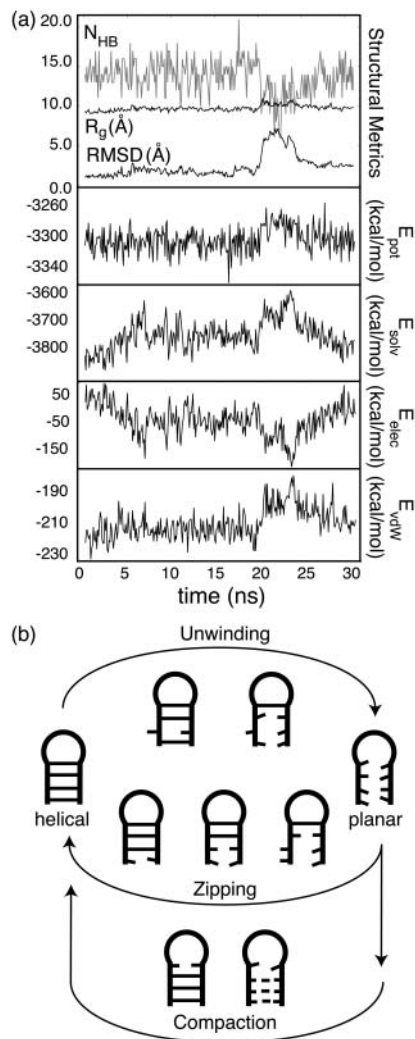 (a)
20.0
N_HB
15.0
10.0
R_g(Å)
5.0
RMSD(Å)
0.0
Structural Metrics
-3260
-3300
-3340
E_pot
(kcal/mol)
-3600
-3700
-3800
E_solv
(kcal/mol)
50
-50
-150
E_elec
(kcal/mol)
-190
-210
-230
E_vdW
(kcal/mol)
0 5 10 15 20 25 30
time (ns)
(b)
Unwinding
helical
planar
Zipping
Compaction